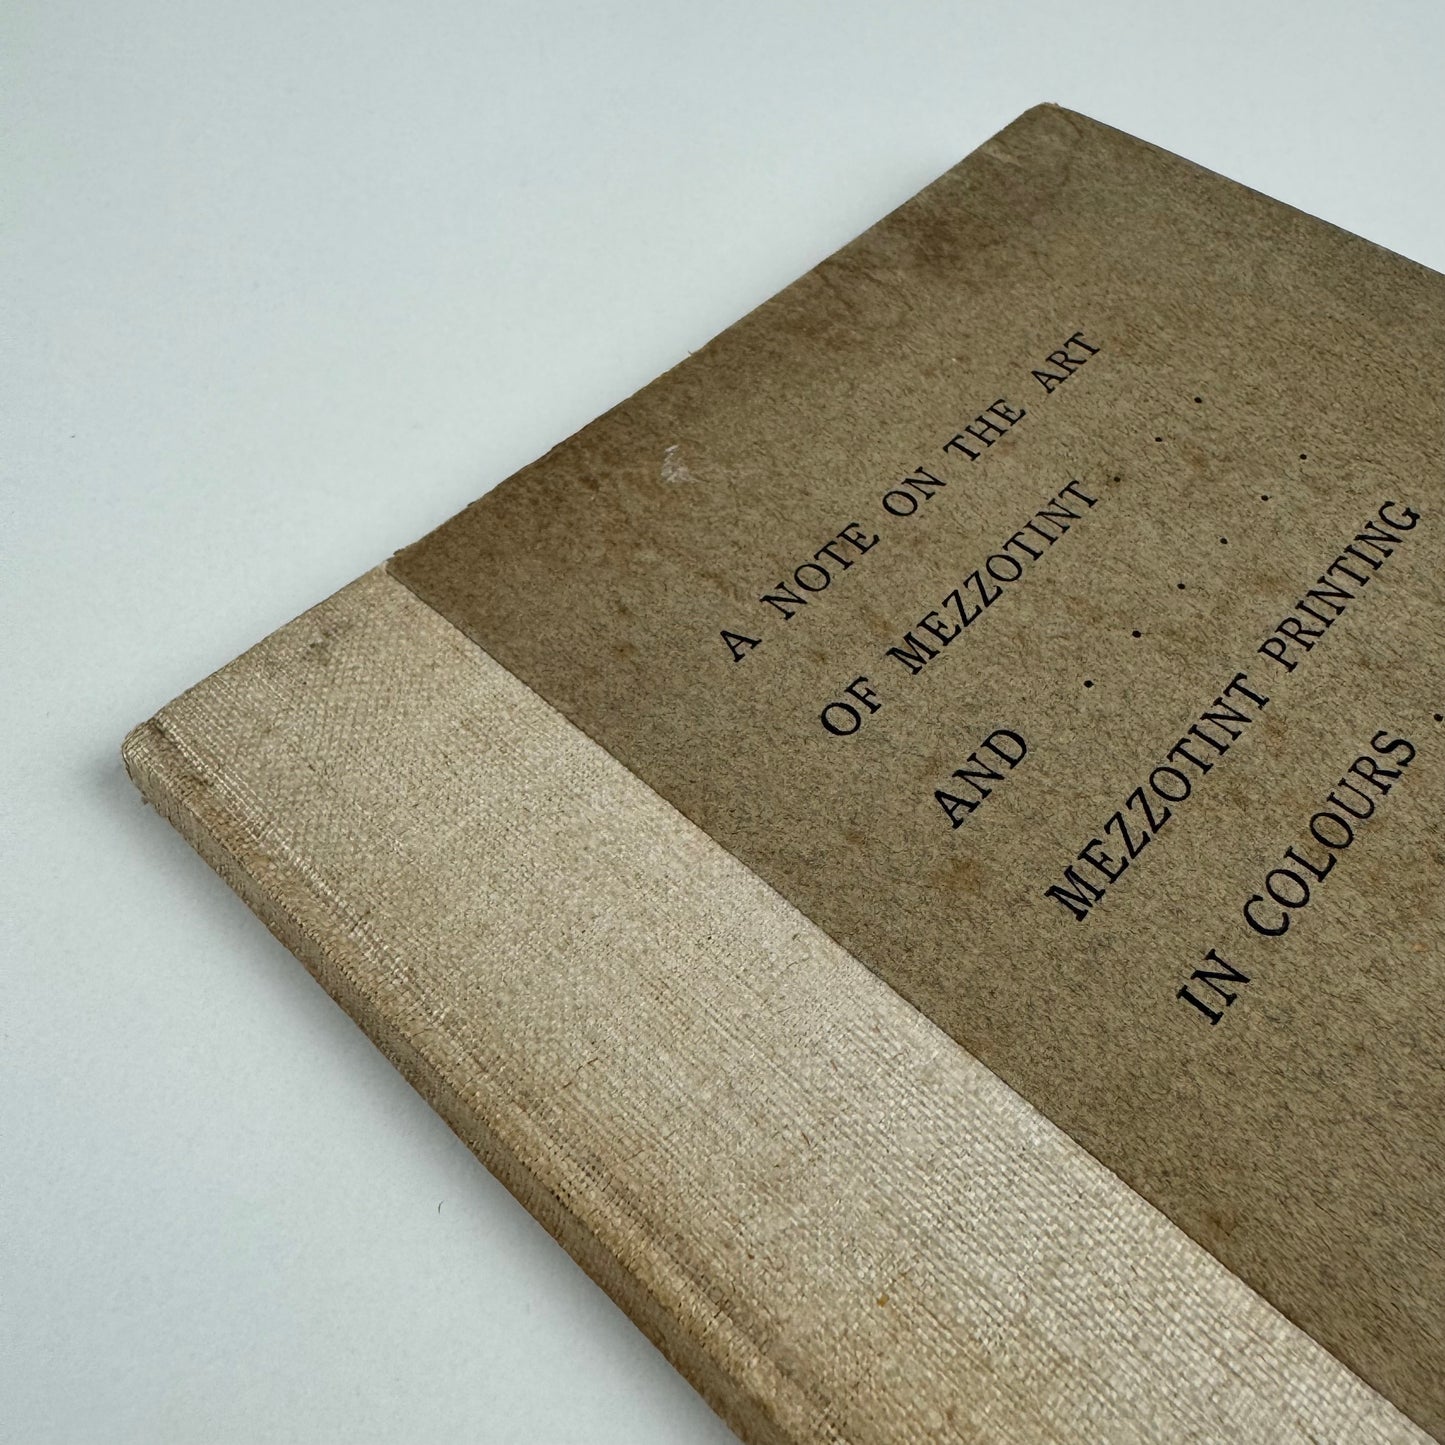 A NOTE ON THE ART
OF MEZZOTINT . . .
AND . . . . . .
MEZZOTINT PRINTING
IN COLOURS .